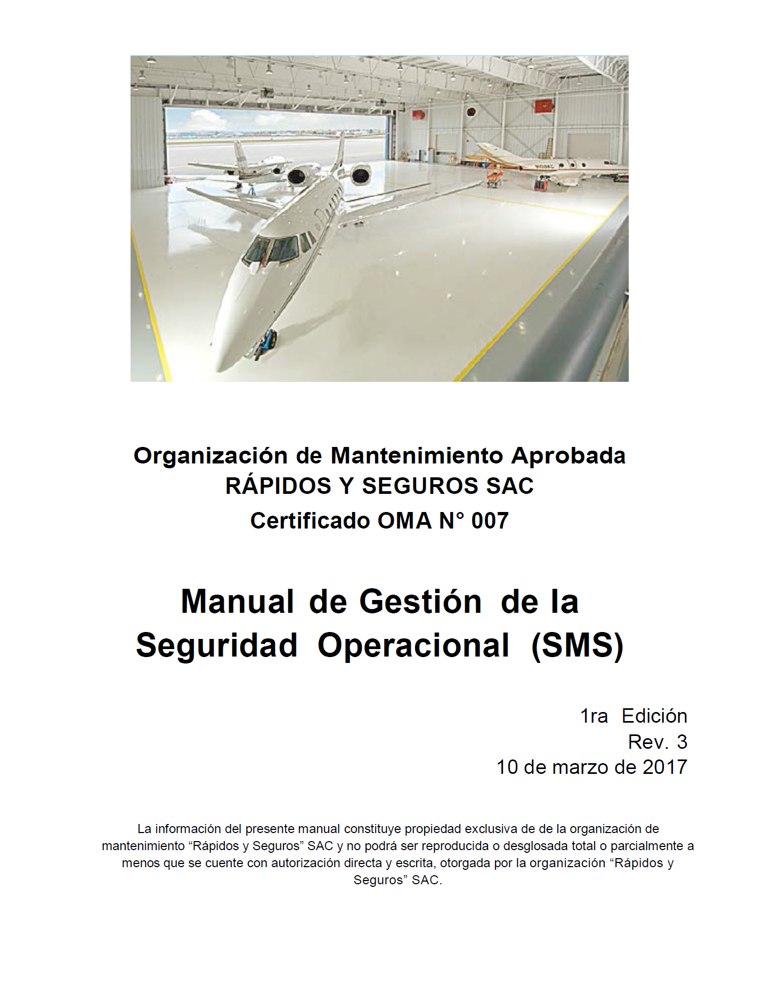 Organización de Mantenimiento Aprobada
RÁPIDOS Y SEGUROS SAC
Certificado OMA N° 007
Manual de Gestión de la
Seguridad Operacional (SMS)
1ra Edición
Rev. 3
10 de marzo de 2017
La información del presente manual constituye propiedad exclusiva de de la organización de
mantenimiento “Rápidos y Seguros” SAC y no podrá ser reproducida o desglosada total o parcialmente a
menos que se cuente con autorización directa y escrita, otorgada por la organización “Rápidos y
Seguros” SAC.